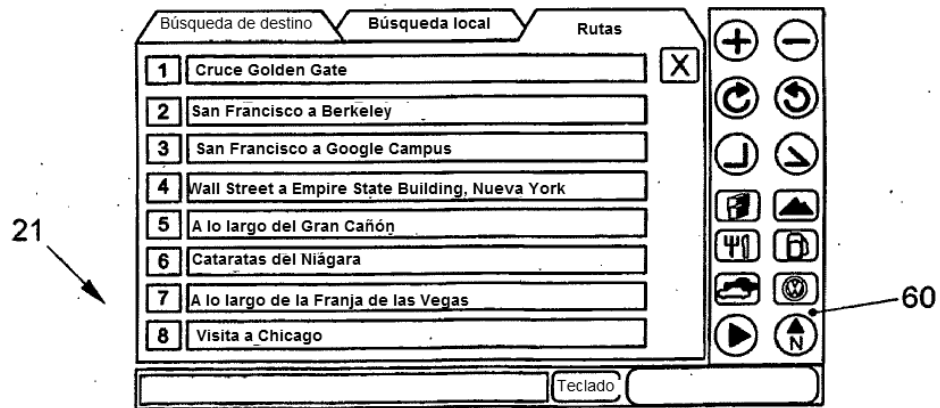 Búsqueda de destino
Búsqueda local
Rutas
1 Cruce Golden Gate
X
2 San Francisco a Berkeley
3 San Francisco a Google Campus
4 Wall Street a Empire State Building, Nueva York
5 A lo largo del Gran Cañón
6 Cataratas del Niágara
7 A lo largo de la Franja de las Vegas
8 Visita a Chicago
N
Teclado
21
60